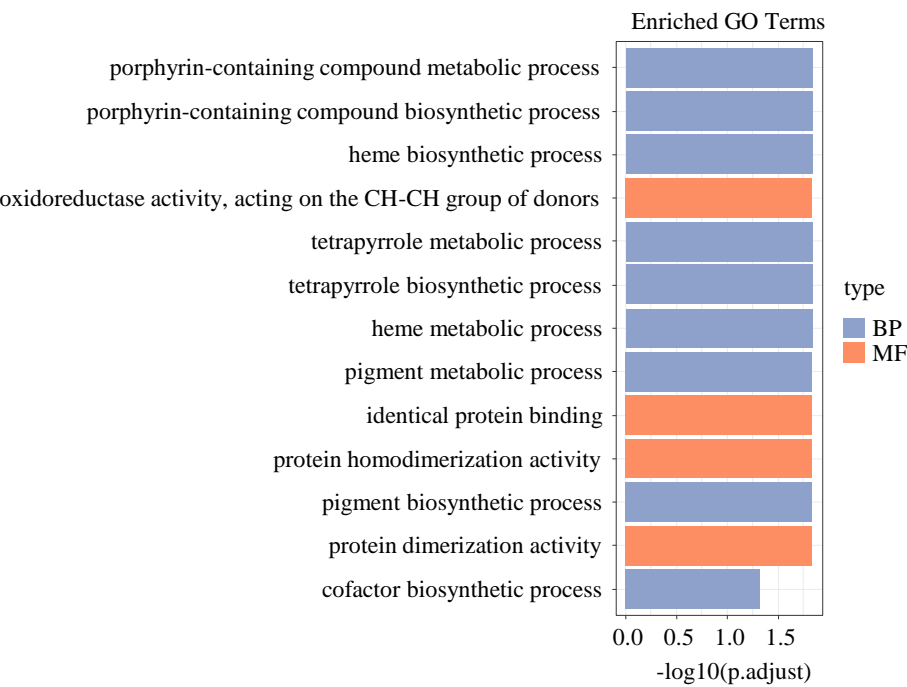 Enriched GO Terms
porphyrin-containing compound metabolic process
porphyrin-containing compound biosynthetic process
heme biosynthetic process
oxidoreductase activity, acting on the CH-CH group of donors
tetrapyrrole metabolic process
tetrapyrrole biosynthetic process
heme metabolic process
pigment metabolic process
identical protein binding
protein homodimerization activity
pigment biosynthetic process
protein dimerization activity
cofactor biosynthetic process
0.0 0.5 1.0 1.5
-log10(p.adjust)
type
BP
MF